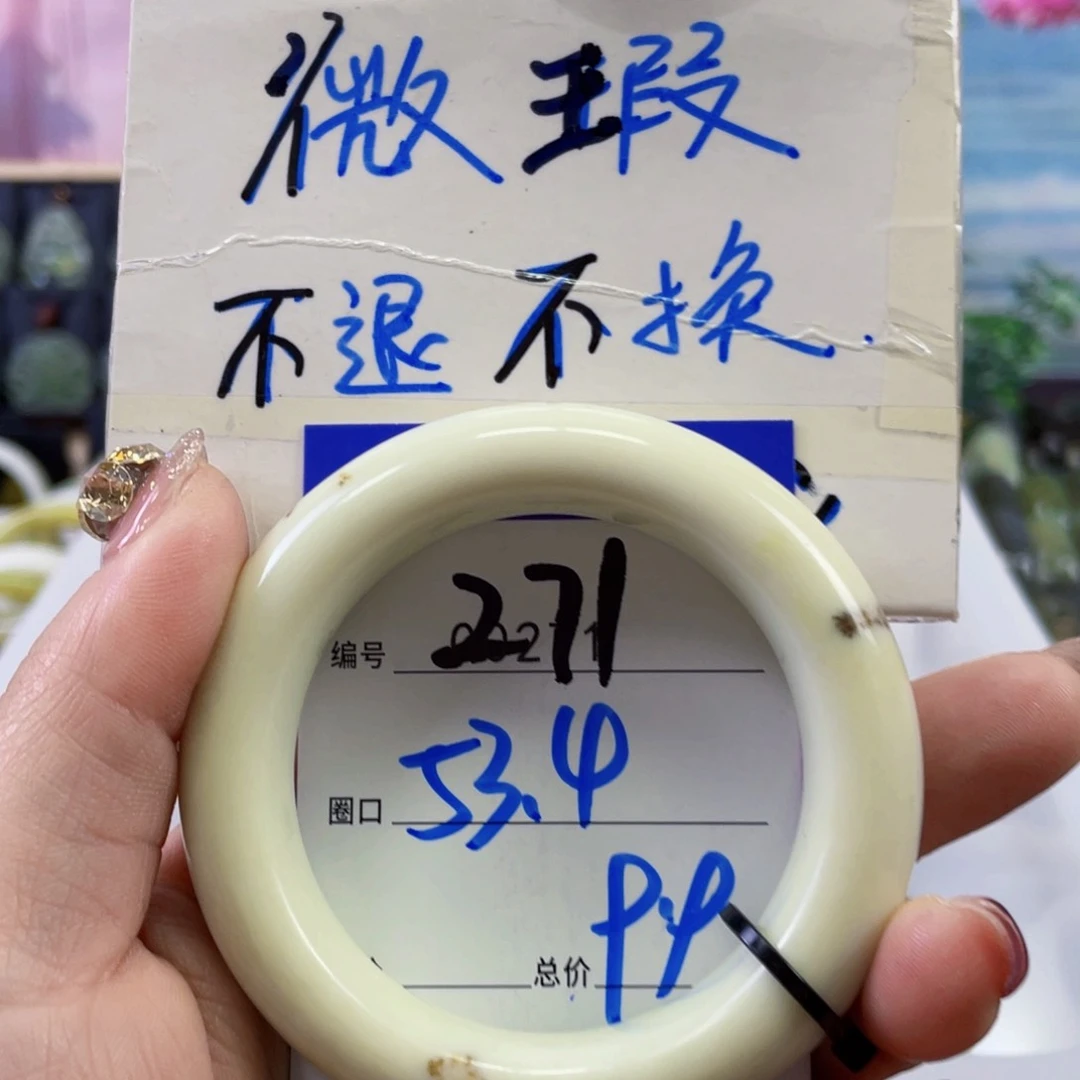 微瑕
不退不换.
编号 271
圈口 53.4
总价